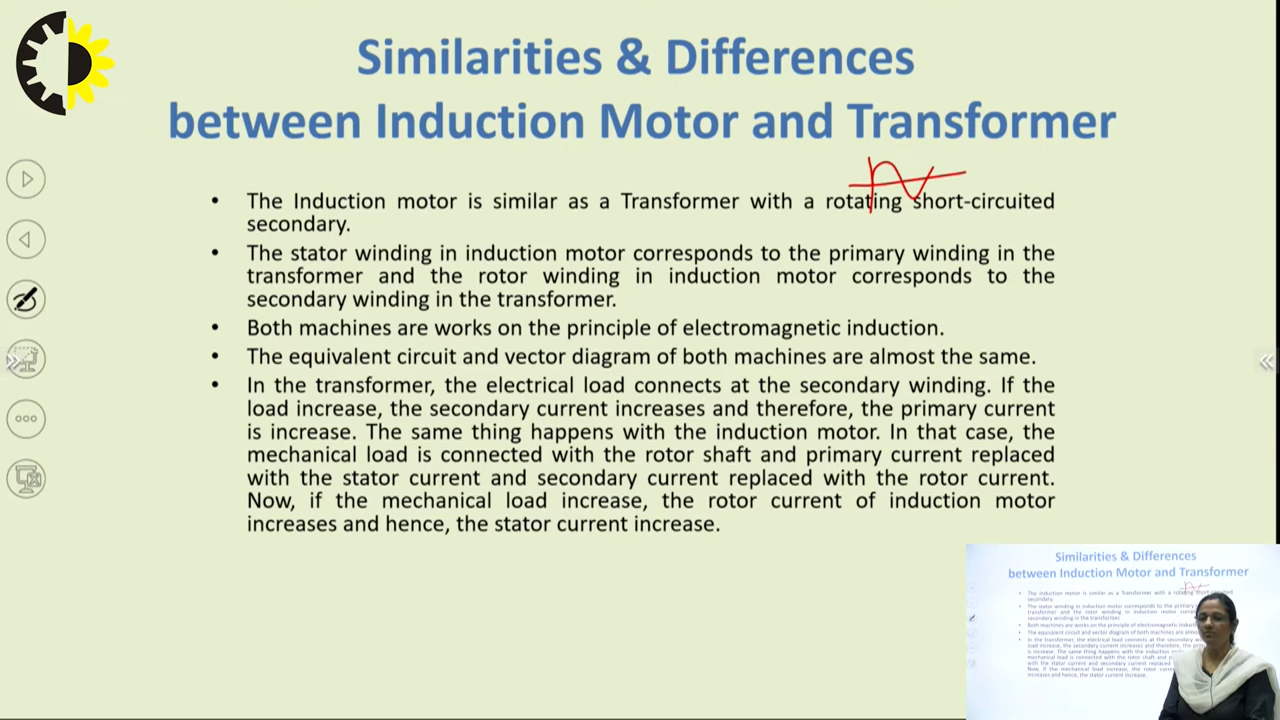 Similarities & Differences
between Induction Motor and Transformer
• The Induction motor is similar as a Transformer with a rotating short-circuited
secondary.
• The stator winding in induction motor corresponds to the primary winding in the
transformer and the rotor winding in induction motor corresponds to the
secondary winding in the transformer.
• Both machines are works on the principle of electromagnetic induction.
• The equivalent circuit and vector diagram of both machines are almost the same.
• In the transformer, the electrical load connects at the secondary winding. If the
load increase, the secondary current increases and therefore, the primary current
is increase. The same thing happens with the induction motor. In that case, the
mechanical load is connected with the rotor shaft and primary current replaced
with the stator current and secondary current replaced with the rotor current.
Now, if the mechanical load increase, the rotor current of induction motor
increases and hence, the stator current increase.
Similarities & Differences
between Induction Motor and Transformer